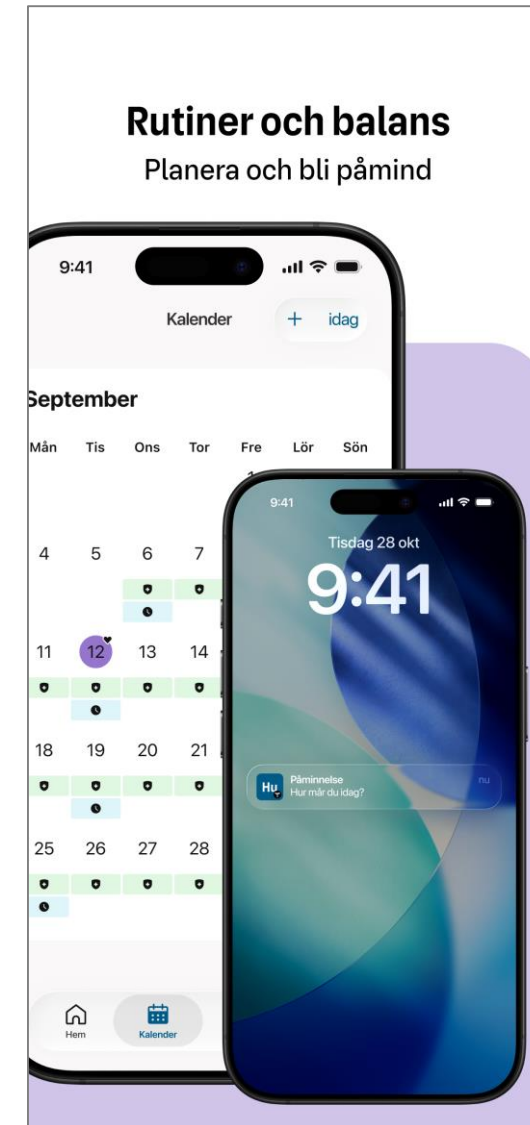 Rutiner och balans
Planera och bli påmind
9:41
Kalender
+ idag
September
Mån Tis Ons Tor Fre Lör Sön
4 5 6 7
11 12 13 14
18 19 20 21
25 26 27 28
Hem
Kalender
9:41
Tisdag 28 okt
9:41
Hu
Påminnelse
nu
Hur mår du idag?